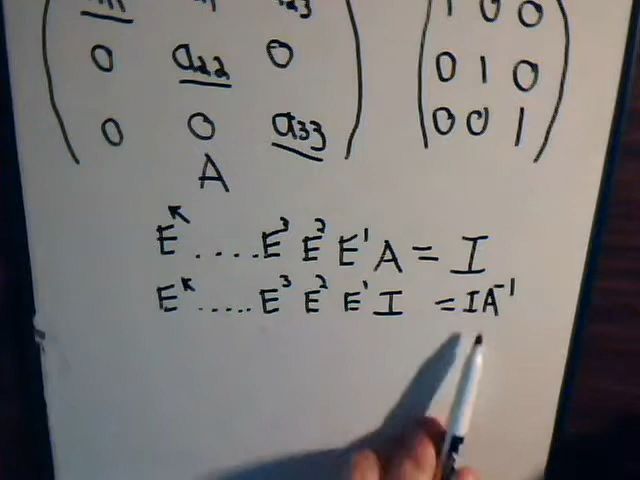 1 0 0
0 a22 0 0 1 0
0 0 a33 0 0 1
A
E^k ..... E^3 E^2 E^1 A = I
E^k ..... E^3 E^2 E^1 I = I A^-1